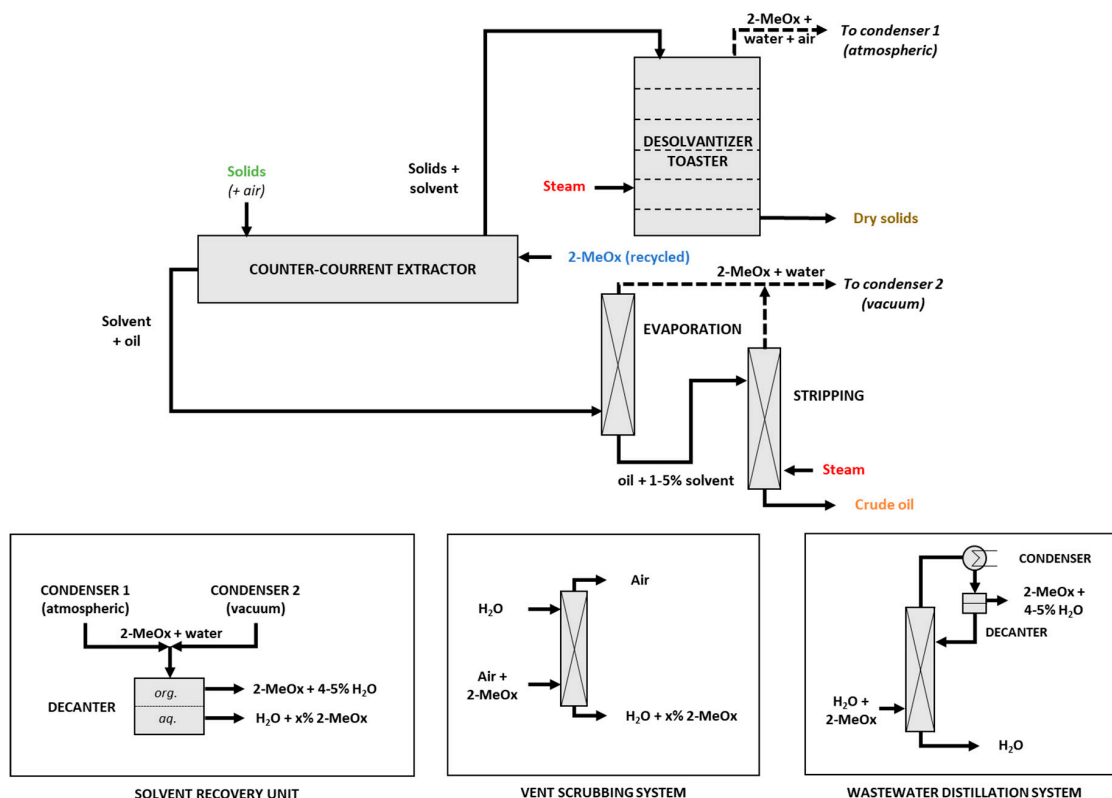 2-MeOx +
water + air
To condenser 1
(atmospheric)
DESOLVANTIZER
TOASTER
Solids +
solvent
Solids
(+ air)
Steam
Dry solids
COUNTER-COURRENT EXTRACTOR
2-MeOx (recycled)
2-MeOx + water
To condenser 2
(vacuum)
Solvent
+ oil
EVAPORATION
STRIPPING
oil + 1-5% solvent
Steam
Crude oil
CONDENSER 1
(atmospheric)
CONDENSER 2
(vacuum)
2-MeOx + water
DECANTER
org.
aq.
2-MeOx + 4-5% H₂O
H₂O + x% 2-MeOx
SOLVENT RECOVERY UNIT
Air
H₂O
Air +
2-MeOx
H₂O + x% 2-MeOx
VENT SCRUBBING SYSTEM
CONDENSER
2-MeOx +
4-5% H₂O
DECANTER
H₂O +
2-MeOx
H₂O
WASTEWATER DISTILLATION SYSTEM